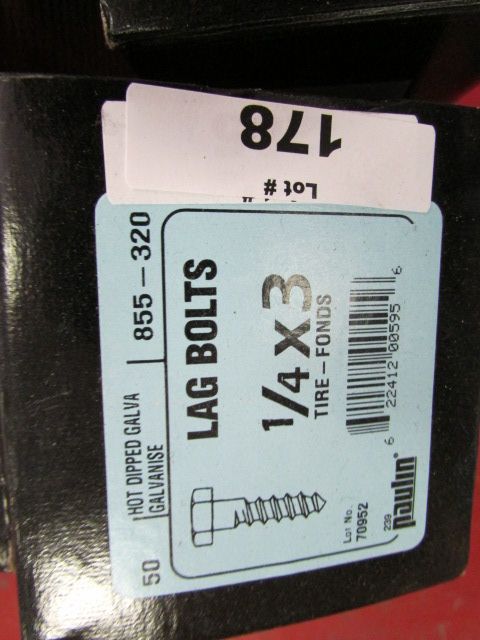 178
Lot #
50
HOT DIPPED GALVA
GALVANISE
855-320
LAG BOLTS
1/4 X 3
TIRE-FONDS
6 22412 00595 6
Lot No.
70952
239
Paulin